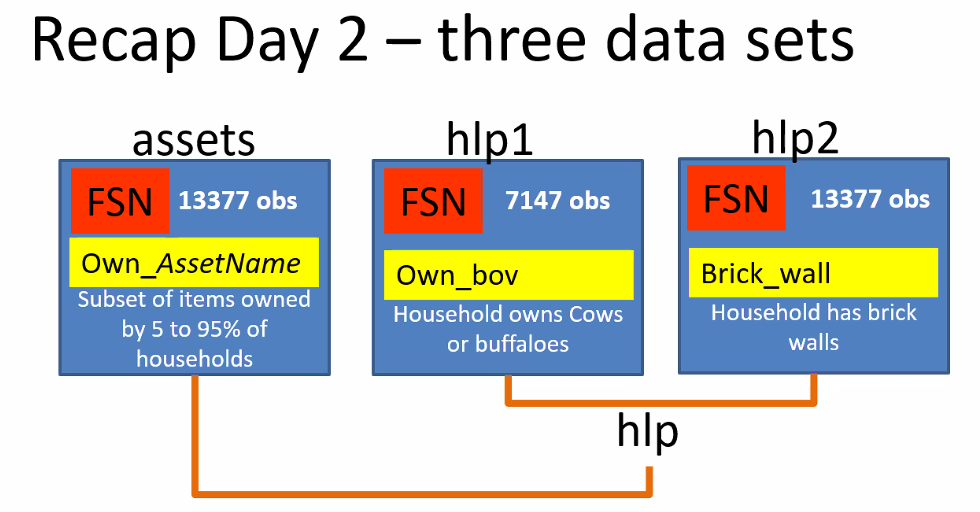 Recap Day 2 – three data sets
assets
FSN 13377 obs
Own_AssetName
Subset of items owned
by 5 to 95% of
households
hlp1
FSN 7147 obs
Own_bov
Household owns Cows
or buffaloes
hlp2
FSN 13377 obs
Brick_wall
Household has brick
walls
hlp